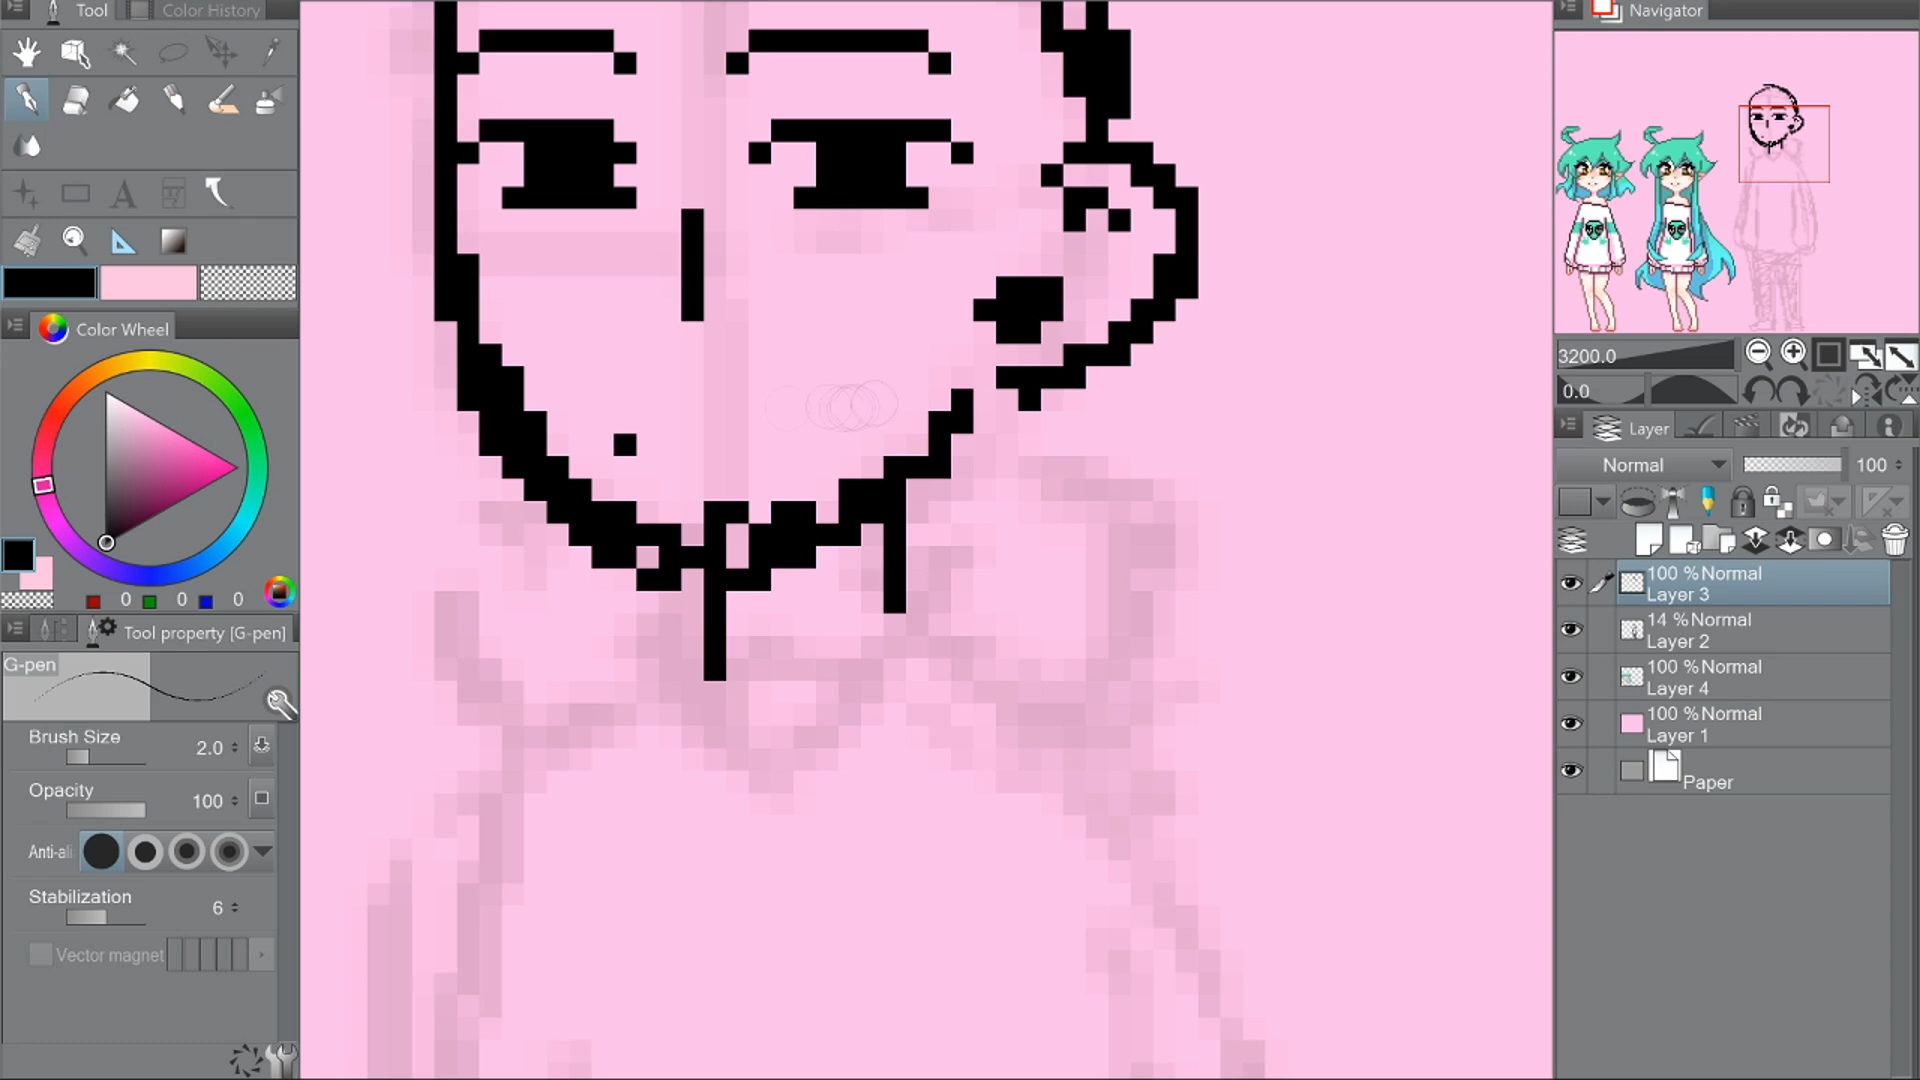 Tool
Color History
Navigator
A
Color Wheel
0 0 0
Tool property [G-pen]
G-pen
Brush Size
2.0
Opacity
100
Anti-ali
Stabilization
6
Vector magnet
3200.0
0.0
Layer
Normal
100
100 %Normal
Layer 3
14 %Normal
Layer 2
100 %Normal
Layer 4
100 %Normal
Layer 1
Paper